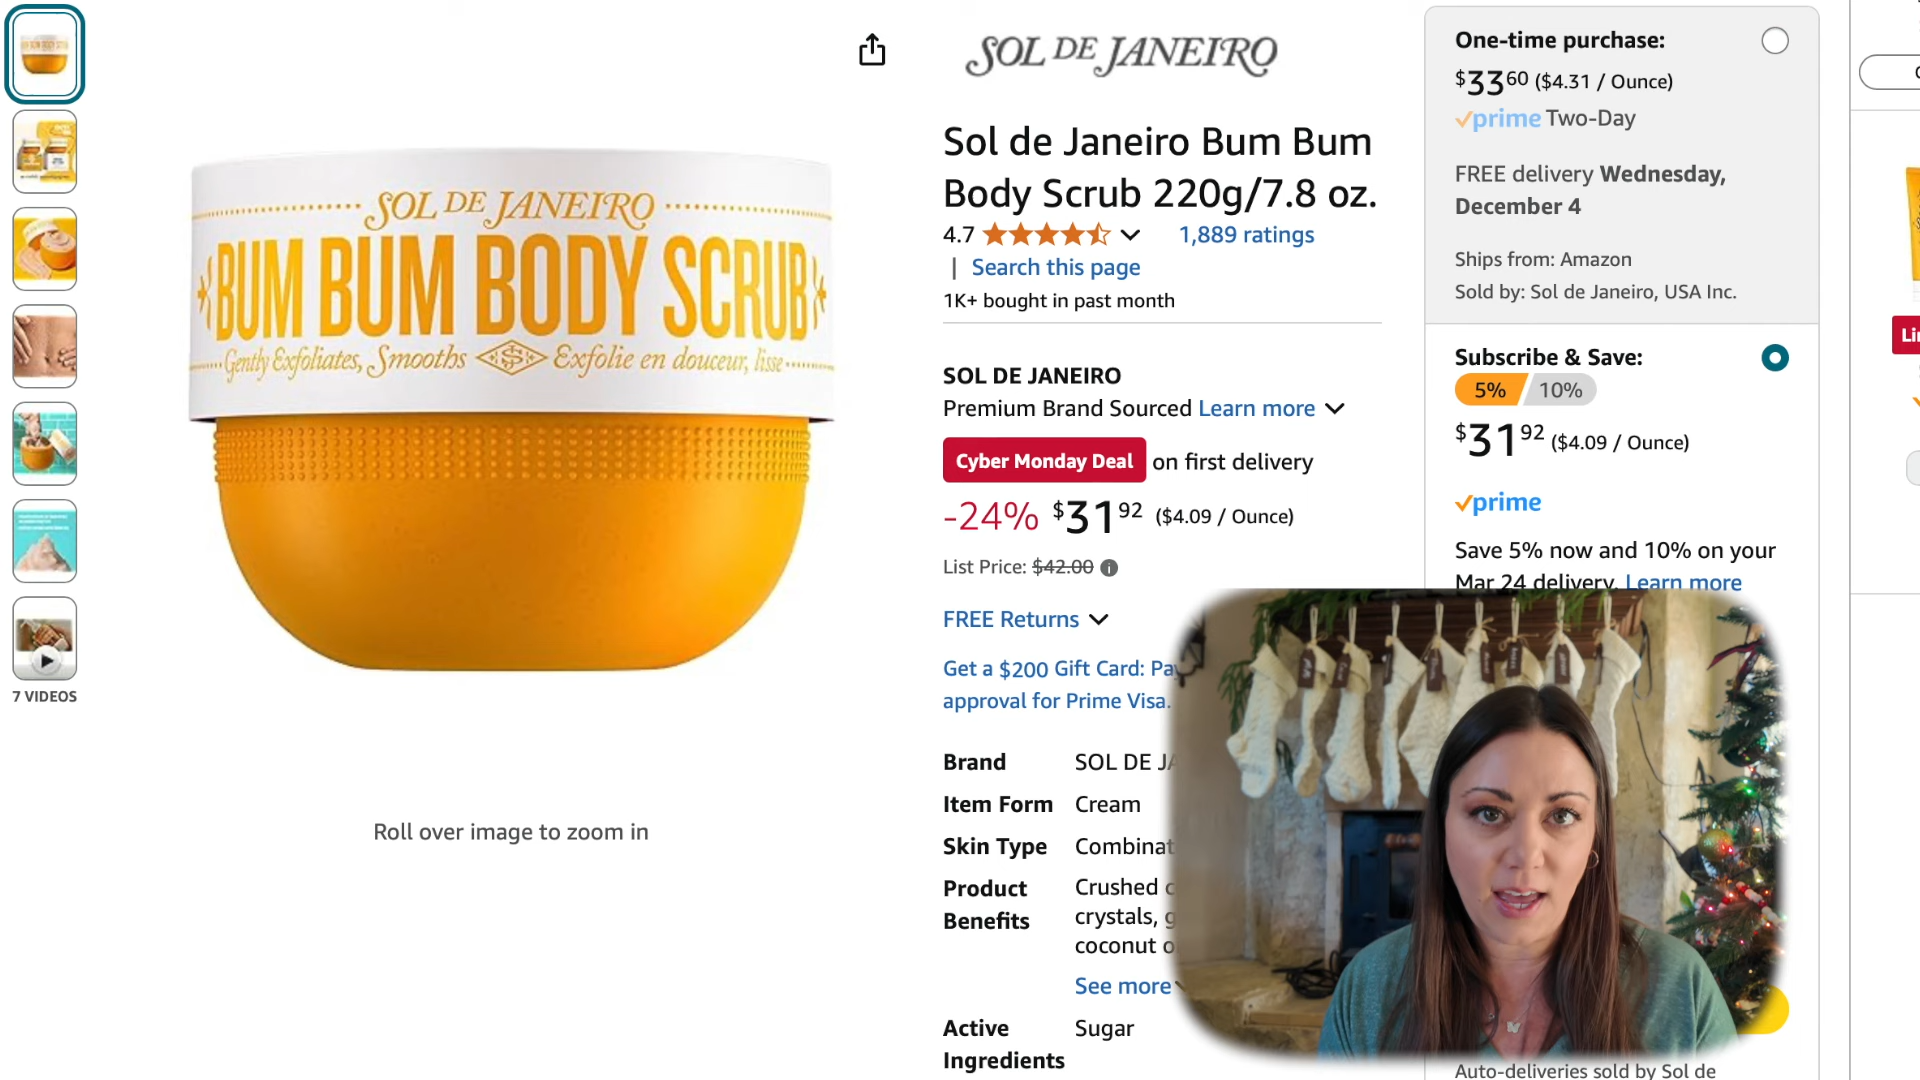 SOL DE JANEIRO
BUM BUM BODY SCRUB
Gently Exfoliates, Smooths
Exfolie en douceur, lisse
7 VIDEOS
Roll over image to zoom in
SOL DE JANEIRO
Sol de Janeiro Bum Bum
Body Scrub 220g/7.8 oz.
4.7 1,889 ratings
| Search this page
1K+ bought in past month
SOL DE JANEIRO
Premium Brand Sourced Learn more
Cyber Monday Deal on first delivery
-24% $3192 ($4.09 / Ounce)
List Price: $42.00
FREE Returns
Get a $200 Gift Card: Pa
approval for Prime Visa.
Brand SOL DE JA
Item Form Cream
Skin Type Combinat
Product Benefits Crushed c
crystals, g
coconut o
See more
Active Ingredients Sugar
One-time purchase:
$3360 ($4.31 / Ounce)
prime Two-Day
FREE delivery Wednesday,
December 4
Ships from: Amazon
Sold by: Sol de Janeiro, USA Inc.
Subscribe & Save:
5% 10%
$3192 ($4.09 / Ounce)
prime
Save 5% now and 10% on your
Mar 24 delivery. Learn more
Auto-deliveries sold by Sol de